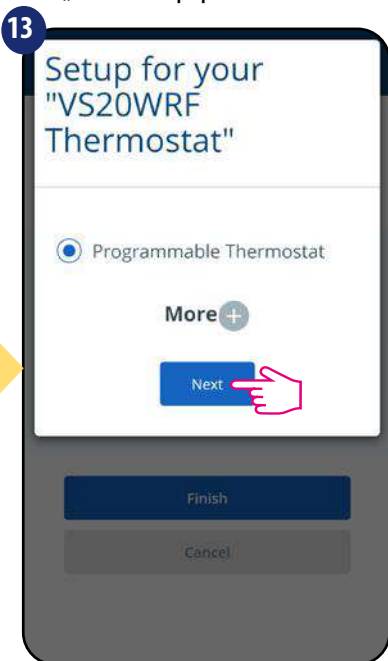 13
Setup for your
"VS20WRF
Thermostat"
Programmable Thermostat
More
Next
Finish
Cancel